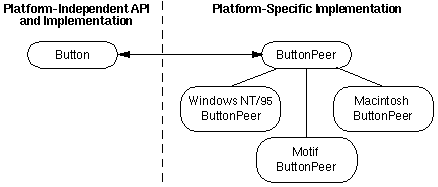 Platform-Independent API
and Implementation
Platform-Specific Implementation
Button
ButtonPeer
Windows NT/95
ButtonPeer
Macintosh
ButtonPeer
Motif
ButtonPeer